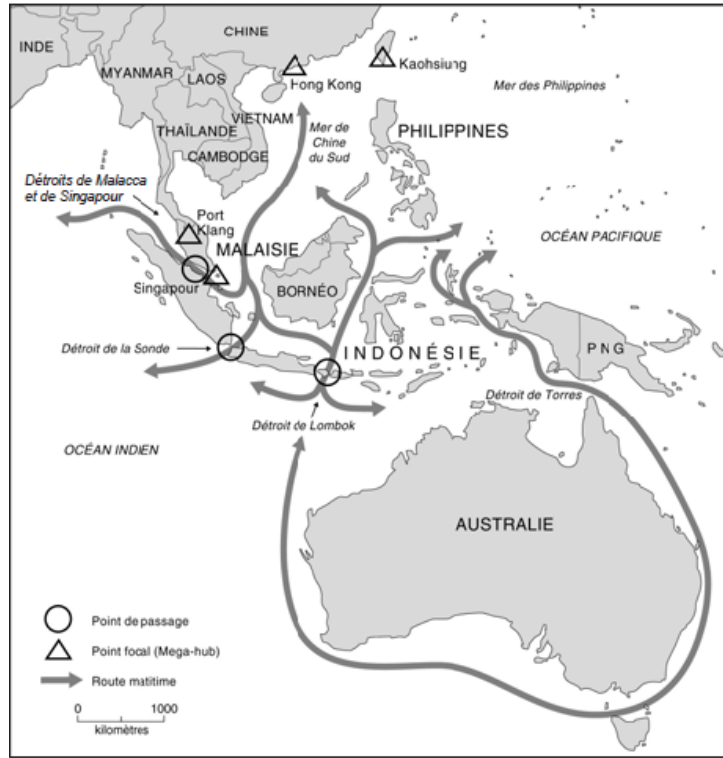 CHINE
INDE
MYANMAR
LAOS
Hong Kong
Kaohsiung
Mer des Philippines
VIETNAM
THAÏLANDE
CAMBODGE
Mer de
Chine
du Sud
PHILIPPINES
Détroits de Malacca
et de Singapour
Port
Klang
MALAISIE
OCÉAN PACIFIQUE
Singapour
BORNÉO
Détroit de la Sonde
INDONÉSIE
PNG
Détroit de Torres
Détroit de Lombok
OCÉAN INDIEN
AUSTRALIE
Point de passage
Point focal (Mega-hub)
Route matitime
0 1000
kilomètres